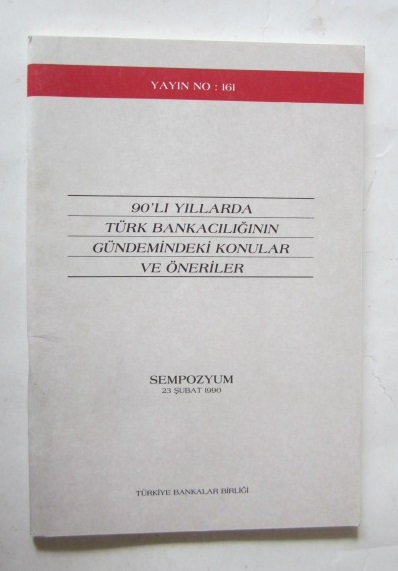 YAYIN NO : 161
90'LI YILLARDA
TÜRK BANKACILIĞININ
GÜNDEMİNDEKİ KONULAR
VE ÖNERİLER
SEMPOZYUM
23 ŞUBAT 1990
TÜRKİYE BANKALAR BİRLİĞİ